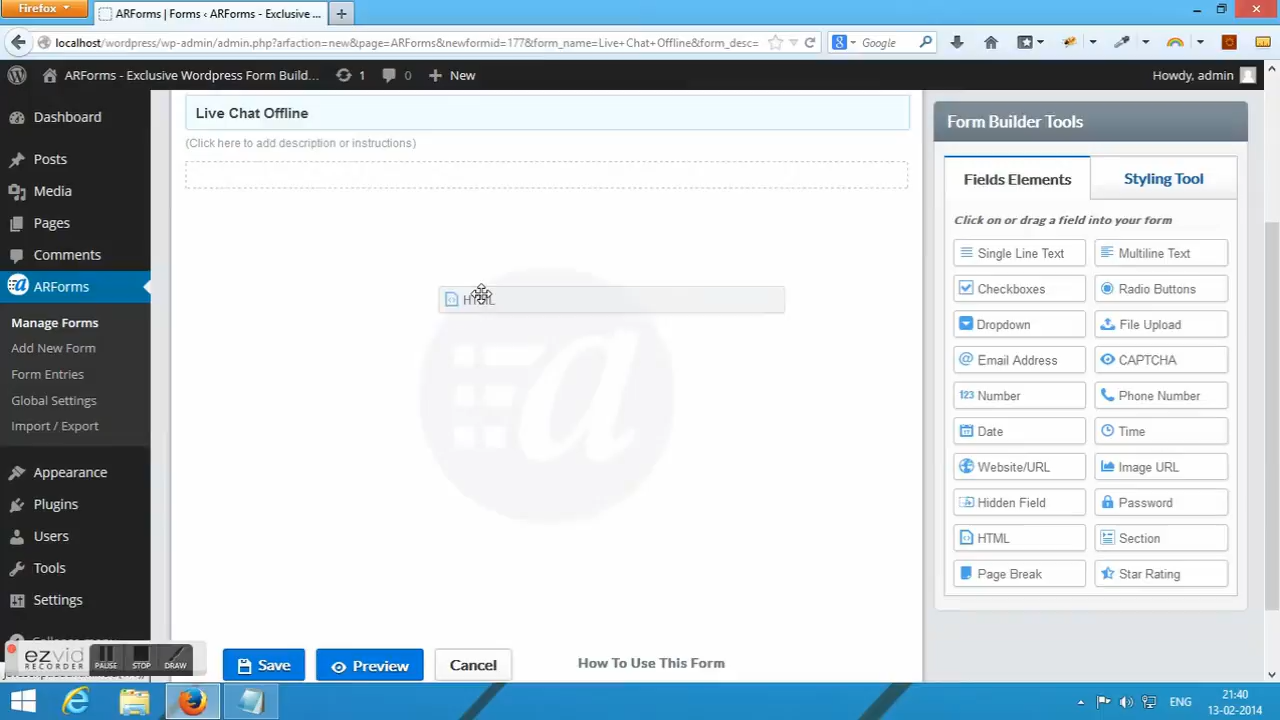 Firefox
ARForms | Forms ‹ ARForms - Exclusive ...
localhost/wordpress/wp-admin/admin.php?arfaction=new&page=ARForms&newformid=177&form_name=Live+Chat+Offline&form_desc=
Google
ARForms - Exclusive Wordpress Form Build...
1
0
New
Howdy, admin
Dashboard
Posts
Media
Pages
Comments
ARForms
Manage Forms
Add New Form
Form Entries
Global Settings
Import / Export
Appearance
Plugins
Users
Tools
Settings
Live Chat Offline
(Click here to add description or instructions)
HTML
Save
Preview
Cancel
How To Use This Form
Form Builder Tools
Fields Elements
Styling Tool
Click on or drag a field into your form
Single Line Text
Multiline Text
Checkboxes
Radio Buttons
Dropdown
File Upload
Email Address
CAPTCHA
123 Number
Phone Number
Date
Time
Website/URL
Image URL
Hidden Field
Password
HTML
Section
Page Break
Star Rating
ezvid
RECORDER
PAUSE
STOP
DRAW
ENG
21:40
13-02-2014